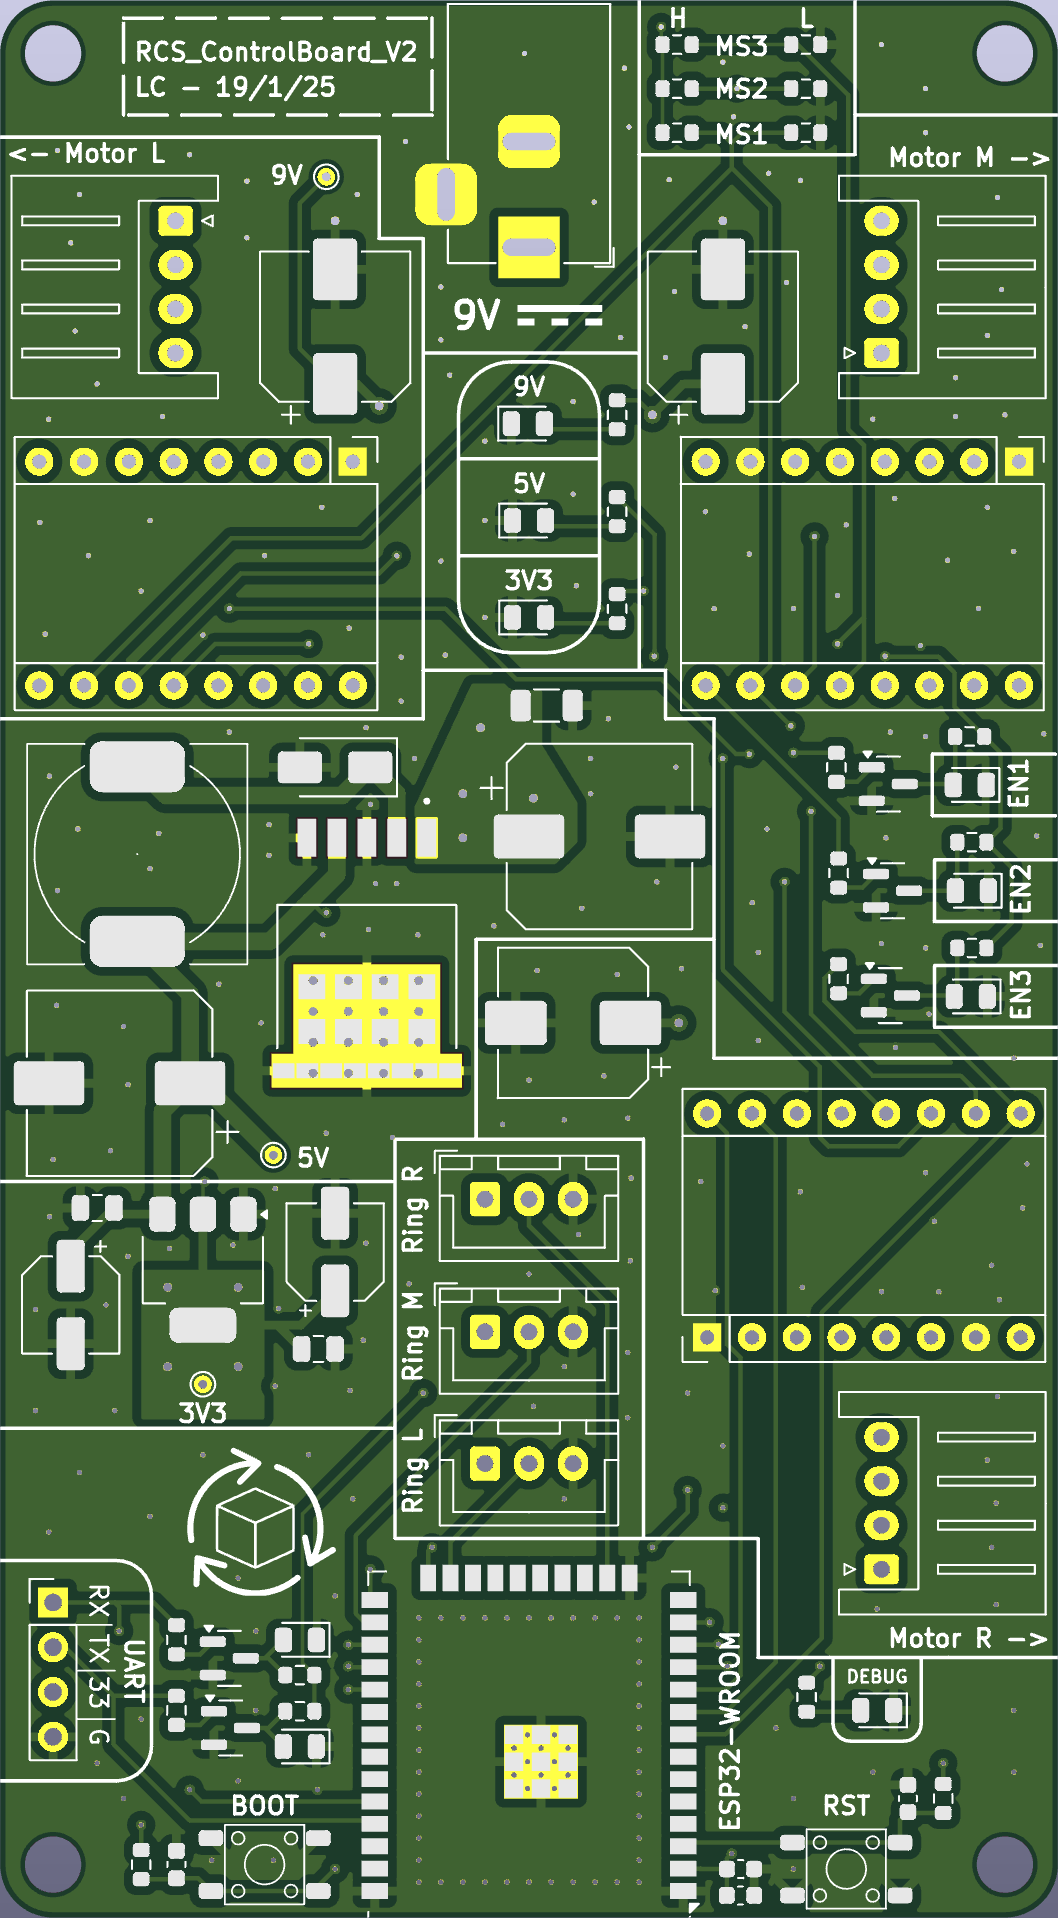 RCS_ControlBoard_V2
LC - 19/1/25
H L
MS3
MS2
MS1
<- Motor L
9V
Motor M ->
9V
9V
5V
3V3
EN1
EN2
EN3
5V
Ring R
Ring M
Ring L
3V3
RX
TX
33
G
UART
Motor R ->
DEBUG
ESP32-WROOM
BOOT
RST